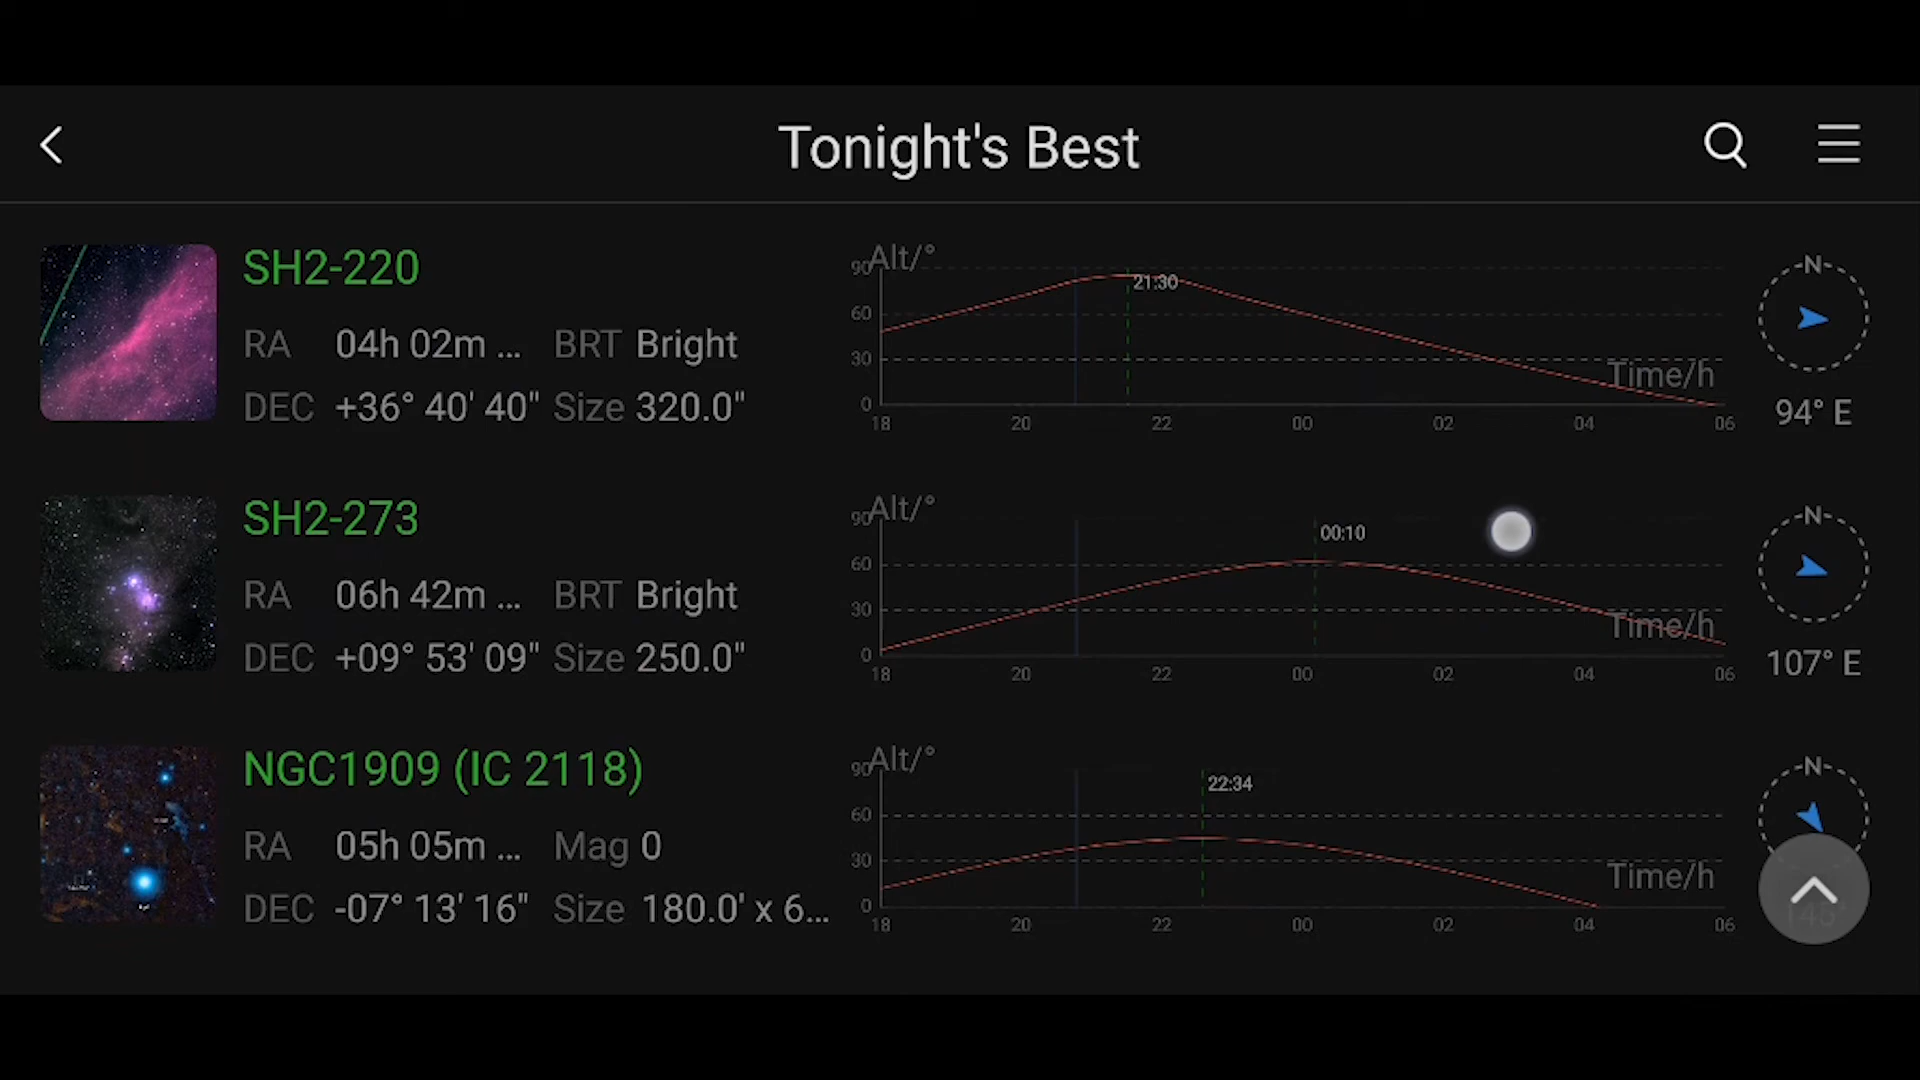 Tonight's Best
SH2-220
RA 04h 02m ... BRT Bright
DEC +36° 40' 40" Size 320.0"
Alt/°
90
60
30
0
21:30
Time/h
18 20 22 00 02 04 06
N
94° E
SH2-273
RA 06h 42m ... BRT Bright
DEC +09° 53' 09" Size 250.0"
Alt/°
90
60
30
0
00:10
Time/h
18 20 22 00 02 04 06
N
107° E
NGC1909 (IC 2118)
RA 05h 05m ... Mag 0
DEC -07° 13' 16" Size 180.0' x 6...
Alt/°
90
60
30
0
22:34
Time/h
18 20 22 00 02 04 06
N